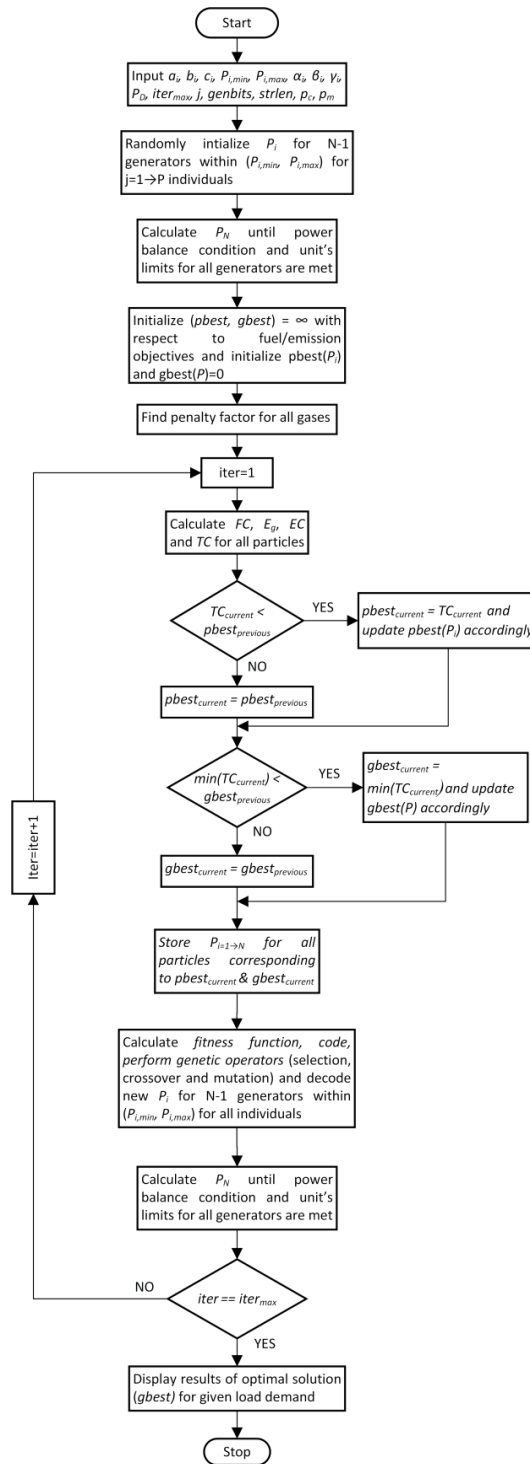 Start
Input a_i, b_i, c_i, P_i,min, P_i,max, α_i, β_i, γ_i,
P_D, iter_max, j, genbits, strlen, p_c, p_m
Randomly intialize P_i for N-1
generators within (P_i,min, P_i,max) for
j=1→P individuals
Calculate P_N until power
balance condition and unit's
limits for all generators are met
Initialize (pbest, gbest) = ∞ with
respect to fuel/emission
objectives and initialize pbest(P_i)
and gbest(P)=0
Find penalty factor for all gases
iter=1
Calculate FC, E_g, EC
and TC for all particles
TC_current <
pbest_previous
YES
pbest_current = TC_current and
update pbest(P_i) accordingly
NO
pbest_current = pbest_previous
min(TC_current) <
gbest_previous
YES
gbest_current =
min(TC_current) and update
gbest(P) accordingly
NO
gbest_current = gbest_previous
Iter=iter+1
Store P_i=1→N for all
particles corresponding
to pbest_current & gbest_current
Calculate fitness function, code,
perform genetic operators (selection,
crossover and mutation) and decode
new P_i for N-1 generators within
(P_i,min, P_i,max) for all individuals
Calculate P_N until power
balance condition and unit's
limits for all generators are met
NO
iter == iter_max
YES
Display results of optimal solution
(gbest) for given load demand
Stop